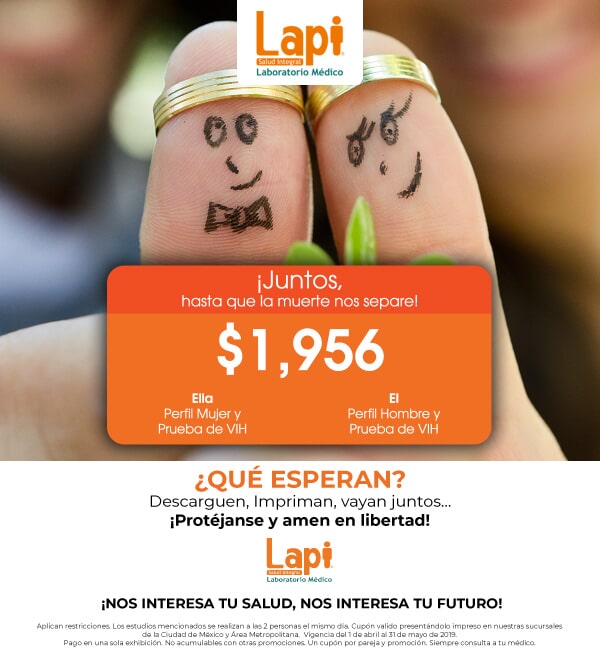 Lapi
Salud Integral
Laboratorio Médico
¡Juntos,
hasta que la muerte nos separe!
$1,956
Ella
Perfil Mujer y
Prueba de VIH
El
Perfil Hombre y
Prueba de VIH
¿QUÉ ESPERAN?
Descarguen, Impriman, vayan juntos...
¡Protéjanse y amen en libertad!
Lapi
Salud Integral
Laboratorio Médico
¡NOS INTERESA TU SALUD, NOS INTERESA TU FUTURO!
Aplican restricciones. Los estudios mencionados se realizan a las 2 personas el mismo día. Cupón valido presentándolo impreso en nuestras sucursales
de la Ciudad de México y Área Metropolitana. Vigencia del 1 de abril al 31 de mayo de 2019.
Pago en una sola exhibición. No acumulables con otras promociones. Un cupón por pareja y promoción. Siempre consulta a tu médico.